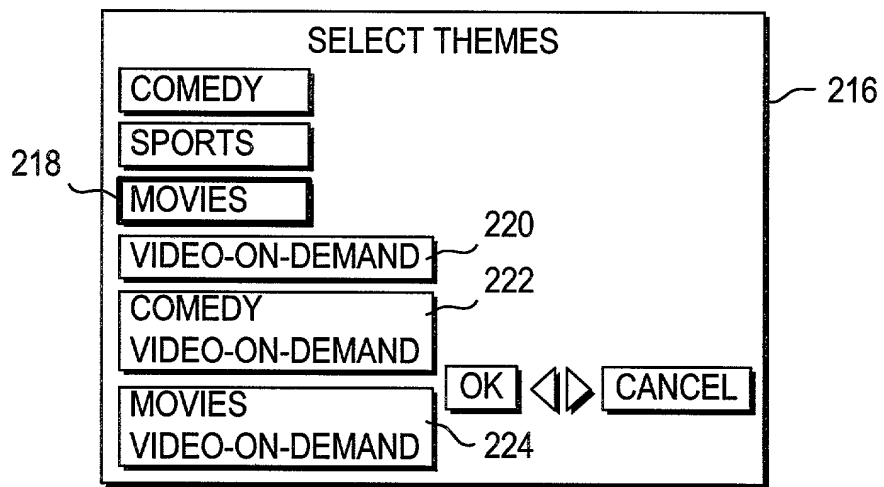 SELECT THEMES
COMEDY
216
SPORTS
218
MOVIES
220
VIDEO-ON-DEMAND
222
COMEDY
VIDEO-ON-DEMAND
OK CANCEL
MOVIES
VIDEO-ON-DEMAND
224